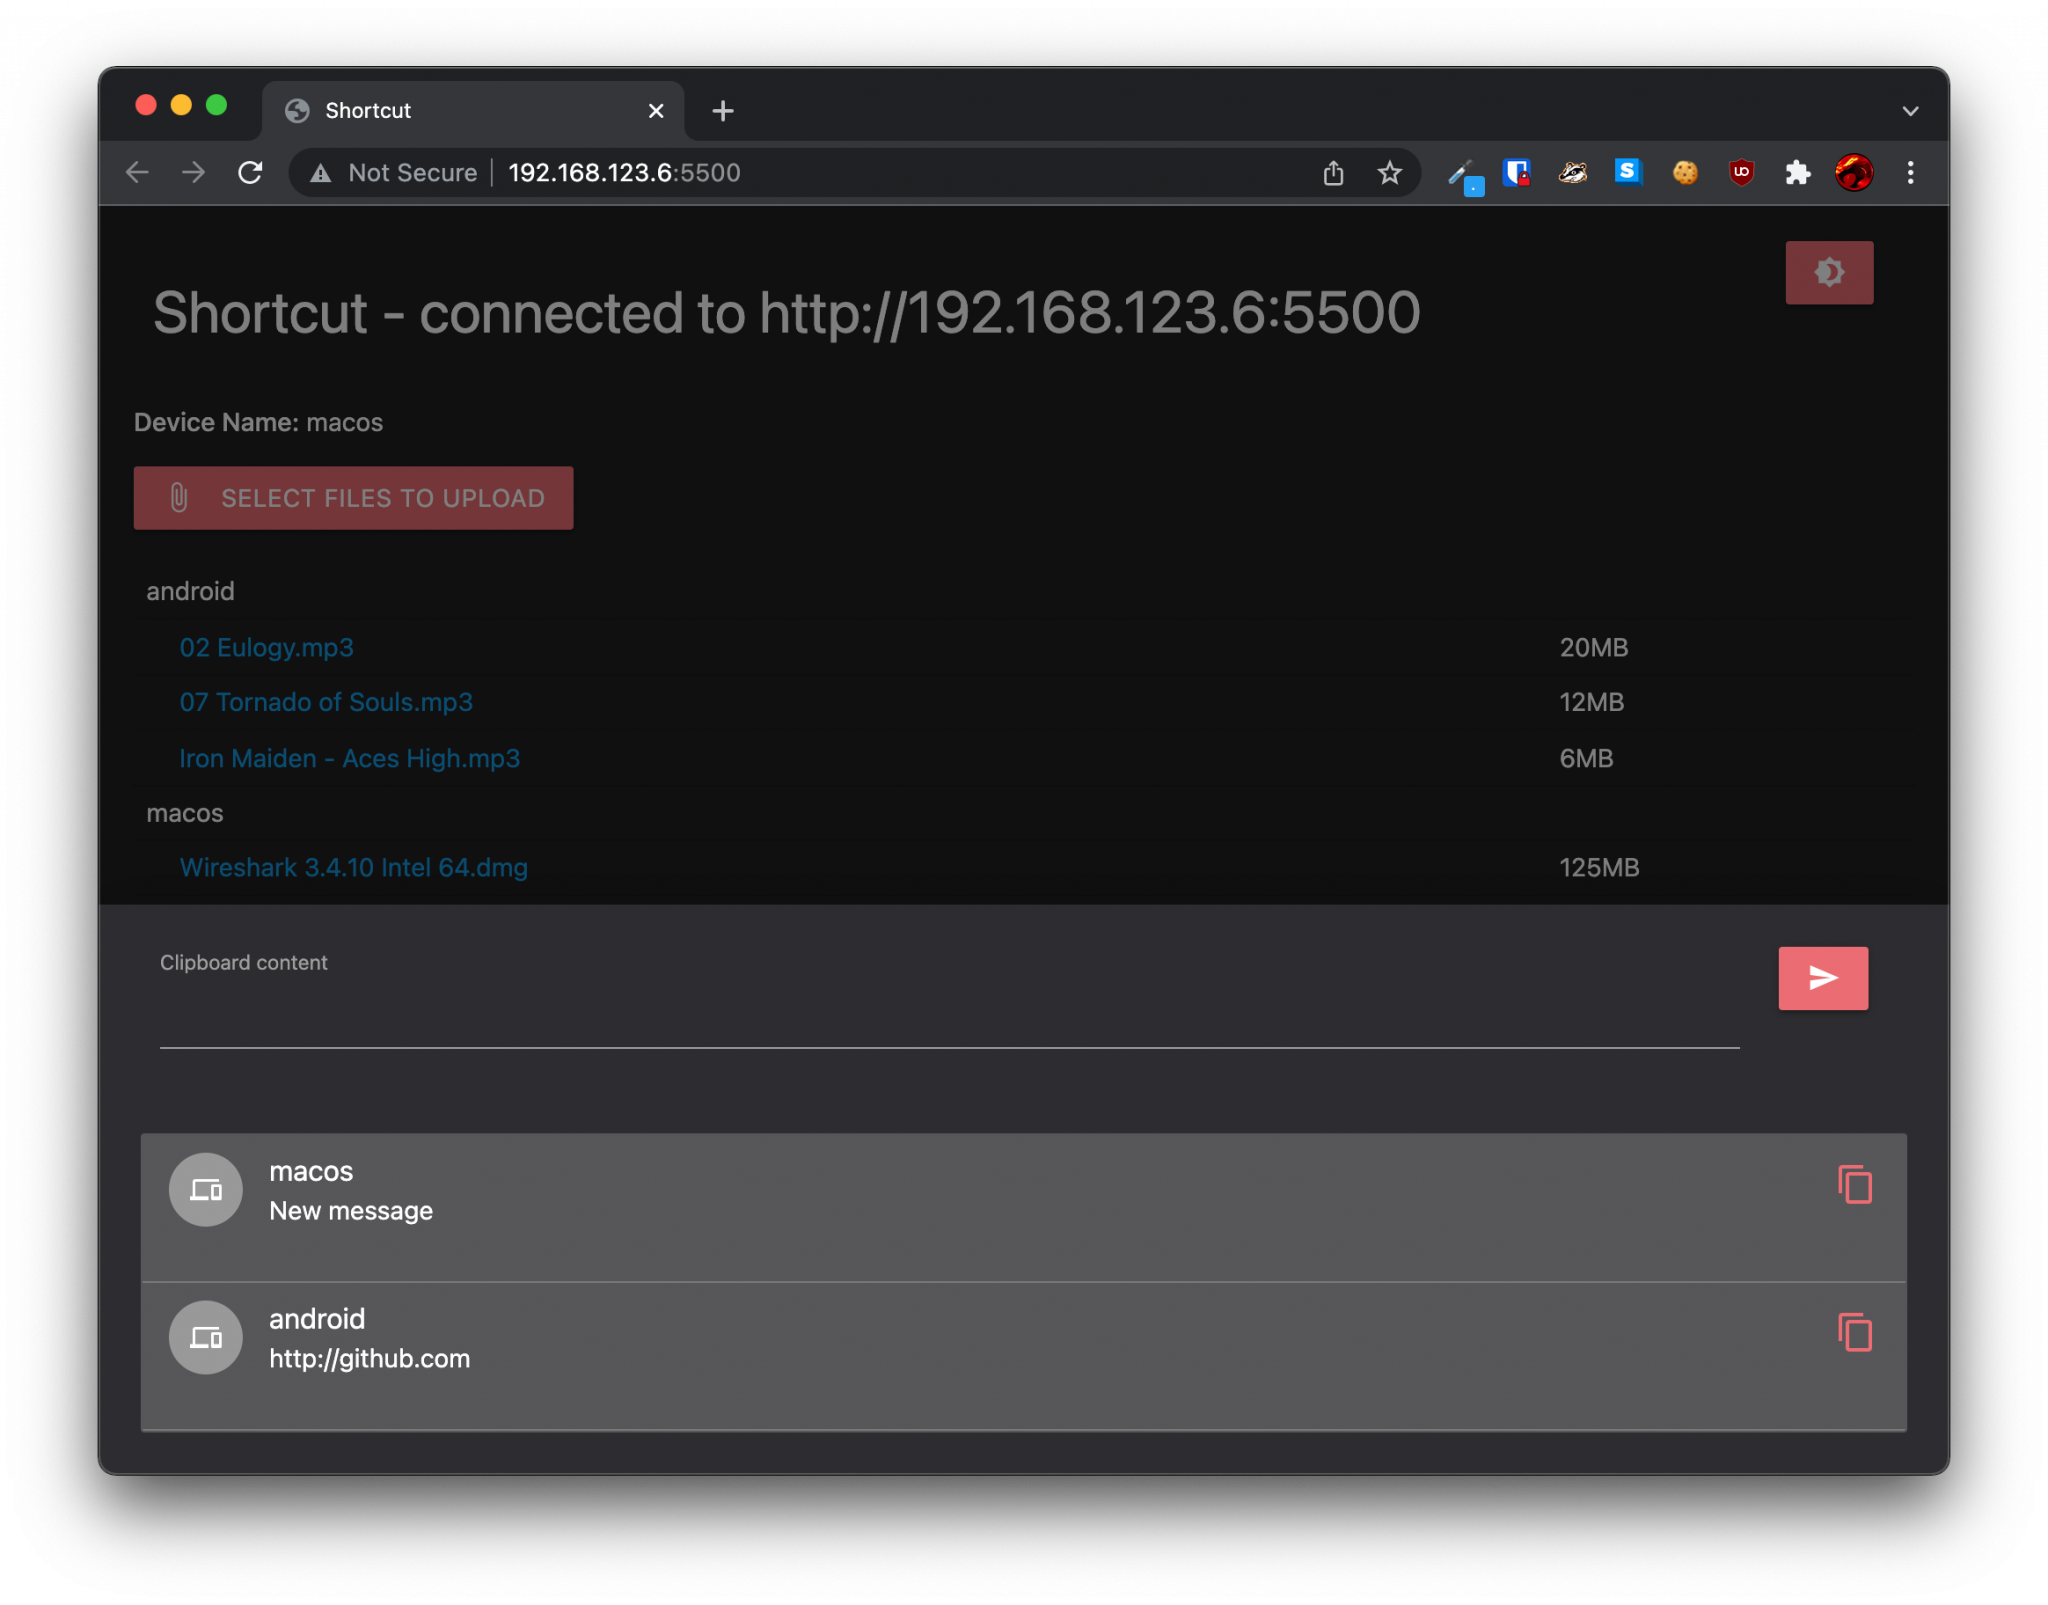 Shortcut
Not Secure 192.168.123.6:5500
Shortcut - connected to http://192.168.123.6:5500
Device Name: macos
SELECT FILES TO UPLOAD
android
02 Eulogy.mp3 20MB
07 Tornado of Souls.mp3 12MB
Iron Maiden - Aces High.mp3 6MB
macos
Wireshark 3.4.10 Intel 64.dmg 125MB
Clipboard content
macos
New message
android
http://github.com